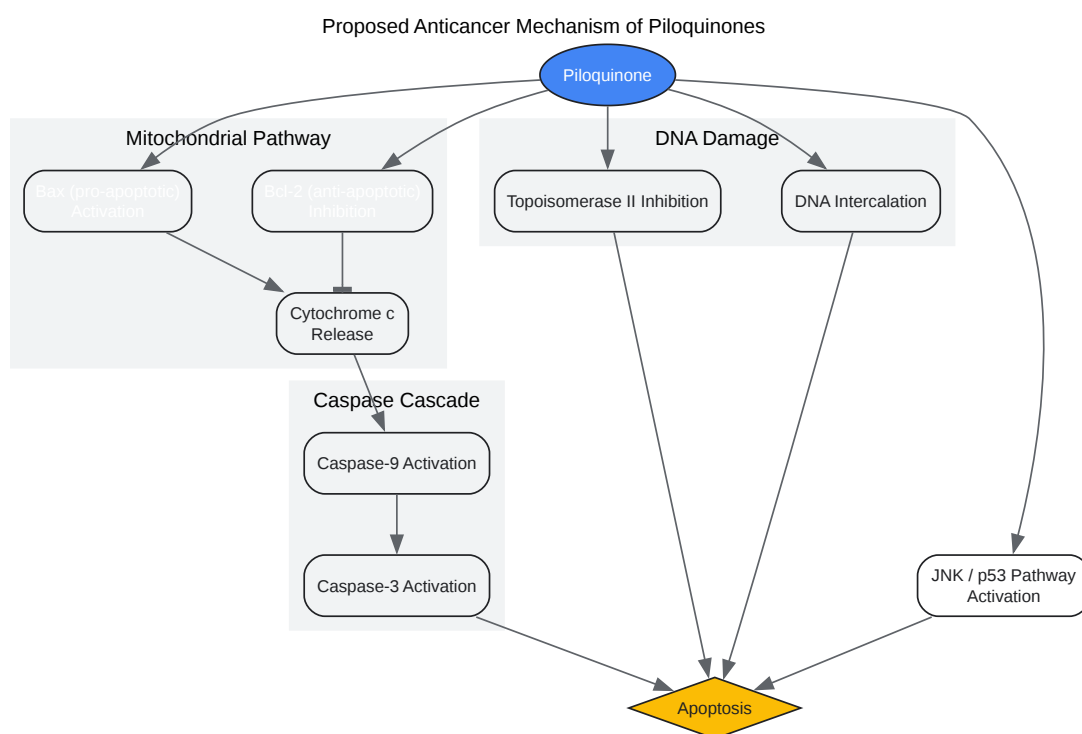 Proposed Anticancer Mechanism of Piloquinones
Piloquinone
Mitochondrial Pathway
DNA Damage
Bax (pro-apoptotic)
Activation
Bcl-2 (anti-apoptotic)
Inhibition
Topoisomerase II Inhibition
DNA Intercalation
Cytochrome c
Release
Caspase Cascade
Caspase-9 Activation
Caspase-3 Activation
JNK / p53 Pathway
Activation
Apoptosis